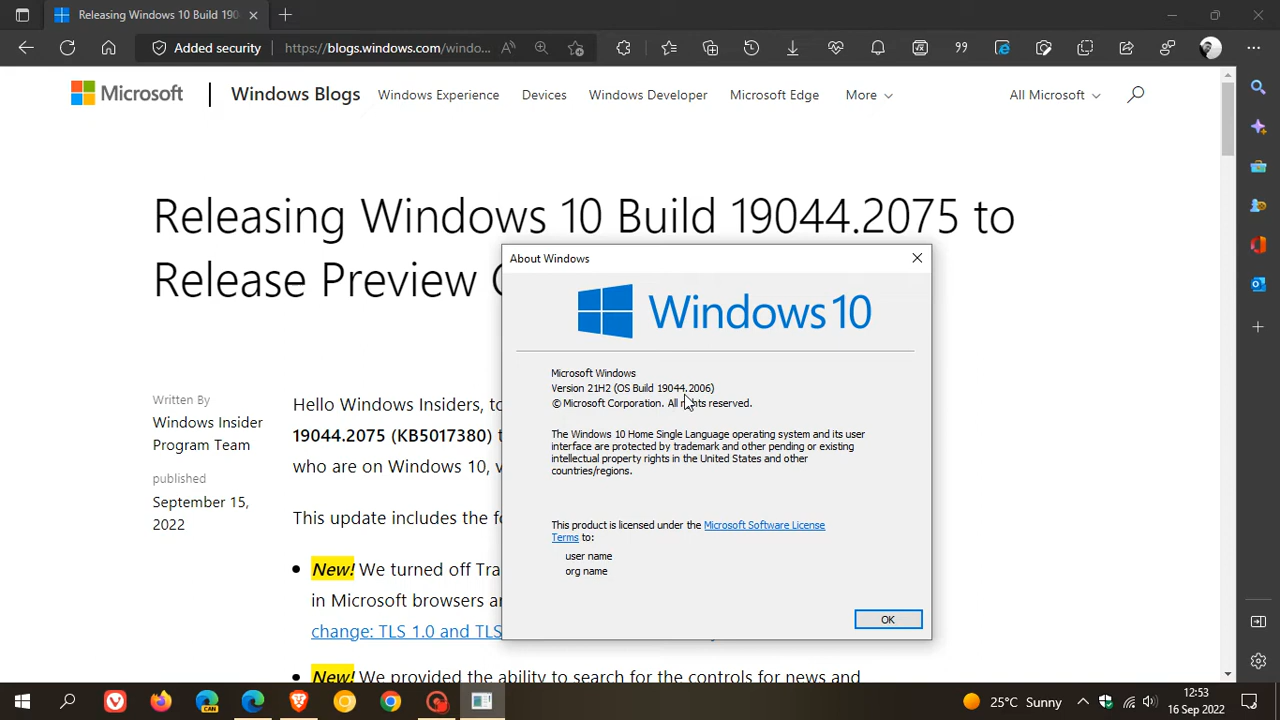 Releasing Windows 10 Build 190
Added security
https://blogs.windows.com/windo...
Microsoft
Windows Blogs
Windows Experience
Devices
Windows Developer
Microsoft Edge
More
All Microsoft
Releasing Windows 10 Build 19044.2075 to
Release Preview
Written By
Windows Insider
Program Team
published
September 15,
2022
Hello Windows Insiders,
19044.2075 (KB5017380)
who are on Windows 10,
This update includes the
New! We turned off
in Microsoft browsers
change: TLS 1.0 and TLS
New! We provided the ability to search for the controls for news and
About Windows
Windows 10
Microsoft Windows
Version 21H2 (OS Build 19044.2006)
© Microsoft Corporation. All rights reserved.
The Windows 10 Home Single Language operating system and its user
interface are protected by trademark and other pending or existing
intellectual property rights in the United States and other
countries/regions.
This product is licensed under the Microsoft Software License
Terms to:
user name
org name
OK
CAN
25°C Sunny
12:53
16 Sep 2022